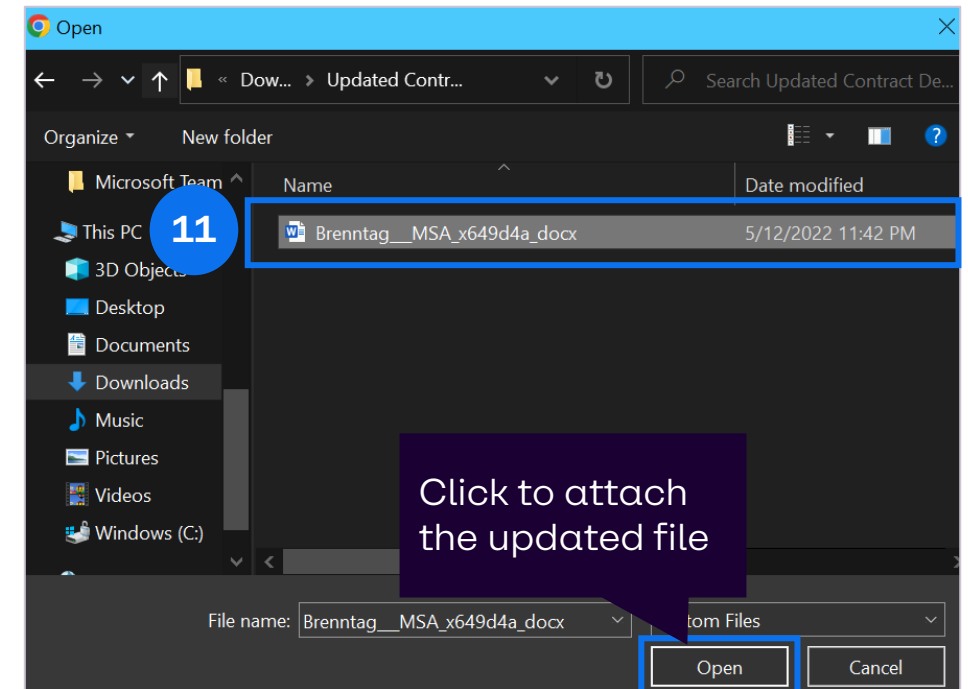 Open
« Dow... > Updated Contr...
Search Updated Contract De...
Organize
New folder
Microsoft Team
Name
Date modified
This PC
11
Brenntag__MSA_x649d4a_docx
5/12/2022 11:42 PM
3D Objects
Desktop
Documents
Downloads
Music
Pictures
Videos
Windows (C:)
Click to attach
the updated file
File name:
Brenntag__MSA_x649d4a_docx
tom Files
Open
Cancel